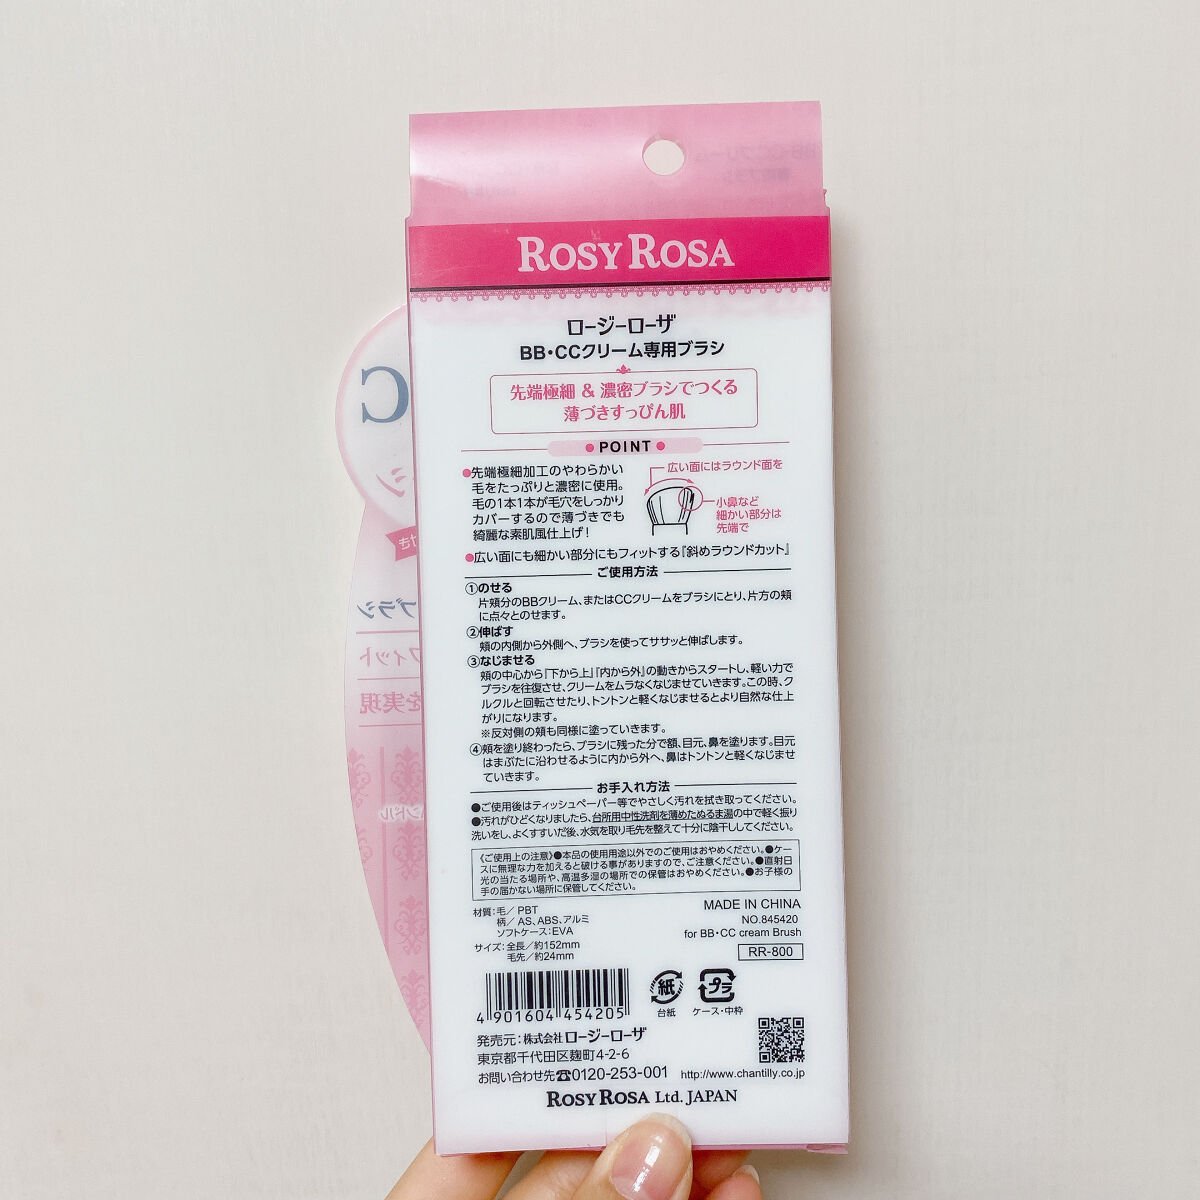 ROSY ROSA
ロージーローザ
BB・CCクリーム専用ブラシ
先端極細 & 濃密ブラシでつくる
薄づきすっぴん肌
POINT
●先端極細加工のやわらかい
毛をたっぷりと濃密に使用。
毛の1本1本が毛穴をしっかり
カバーするので薄づきでも
綺麗な素肌風仕上げ!
広い面にはラウンド面を
小鼻など
細かい部分は
先端で
●広い面にも細かい部分にもフィットする『斜めラウンドカット』
ご使用方法
①のせる
片頬分のBBクリーム、またはCCクリームをブラシにとり、片方の頬
に点々とのせます。
②伸ばす
頬の内側から外側へ、ブラシを使ってササッと伸ばします。
③なじませる
頬の中心から「下から上」「内から外」の動きからスタートし、軽い力で
ブラシを往復させ、クリームをムラなくなじませていきます。この時、ク
ルクルと回転させたり、トントンと軽くなじませるとより自然な仕上
がりになります。
※反対側の頬も同様に塗っていきます。
④頬を塗り終わったら、ブラシに残った分で額、目元、鼻を塗ります。目元
はまぶたに沿わせるように内から外へ、鼻はトントンと軽くなじませ
ていきます。
お手入れ方法
●ご使用後はティッシュペーパー等でやさしく汚れを拭き取ってください。
●汚れがひどくなりましたら、台所用中性洗剤を薄めたぬるま湯の中で軽く振り
洗いをし、よくすすいだ後、水気を取り毛先を整えて十分に陰干ししてください。
《ご使用上の注意》●本品の使用用途以外でのご使用はおやめください。●ケー
スに無理な力を加えると破ける事がありますので、ご注意ください。●直射日
光の当たる場所や、高温多湿の場所での保管はおやめください。●お子様の
手の届かない場所に保管してください。
材質:毛/PBT
柄/AS、ABS、アルミ
ソフトケース:EVA
サイズ:全長/約152mm
毛先/約24mm
MADE IN CHINA
NO.845420
for BB・CC cream Brush
RR-800
4 901604 454205
紙
台紙
プラ
ケース・中枠
発売元:株式会社ロージーローザ
東京都千代田区麹町4-2-6
お問い合わせ先☎0120-253-001
http://www.chantilly.co.jp
ROSY ROSA Ltd. JAPAN